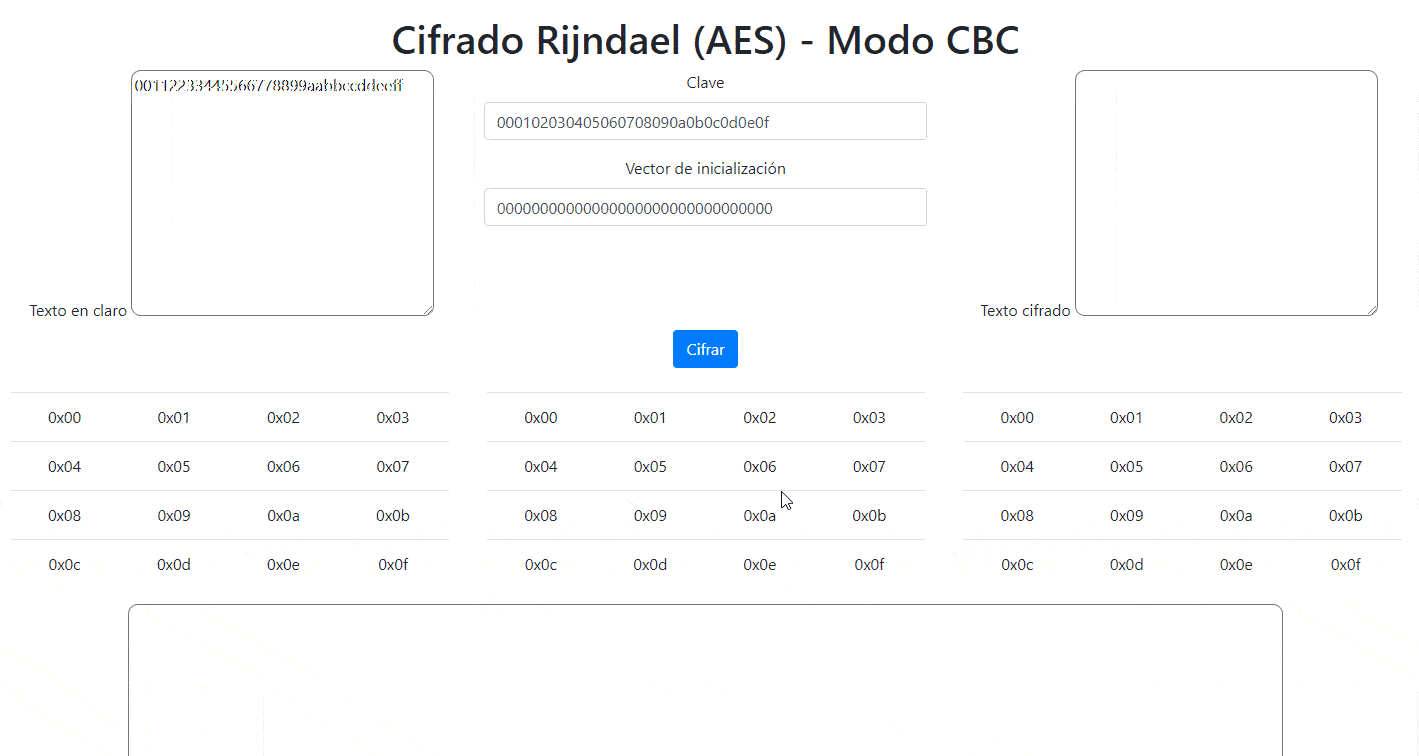 Cifrado Rijndael (AES) - Modo CBC
00112233445566778899aabbccddeeff
Texto en claro
Clave
000102030405060708090a0b0c0d0e0f
Vector de inicialización
00000000000000000000000000000000
Texto cifrado
Cifrar
0x00 0x01 0x02 0x03 0x00 0x01 0x02 0x03 0x00 0x01 0x02 0x03
0x04 0x05 0x06 0x07 0x04 0x05 0x06 0x07 0x04 0x05 0x06 0x07
0x08 0x09 0x0a 0x0b 0x08 0x09 0x0a 0x0b 0x08 0x09 0x0a 0x0b
0x0c 0x0d 0x0e 0x0f 0x0c 0x0d 0x0e 0x0f 0x0c 0x0d 0x0e 0x0f